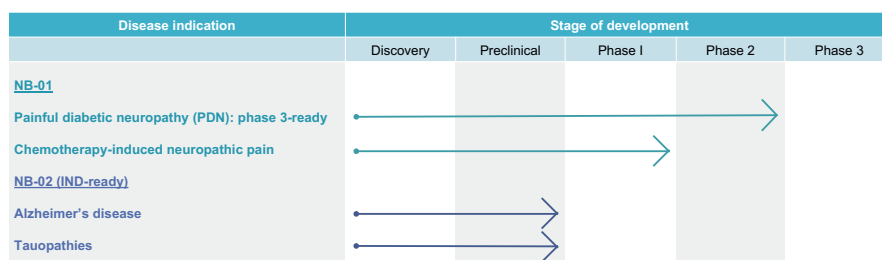 Disease indication Stage of development
Discovery Preclinical Phase I Phase 2 Phase 3
NB-01
Painful diabetic neuropathy (PDN): phase 3-ready
Chemotherapy-induced neuropathic pain
NB-02 (IND-ready)
Alzheimer’s disease
Tauopathies